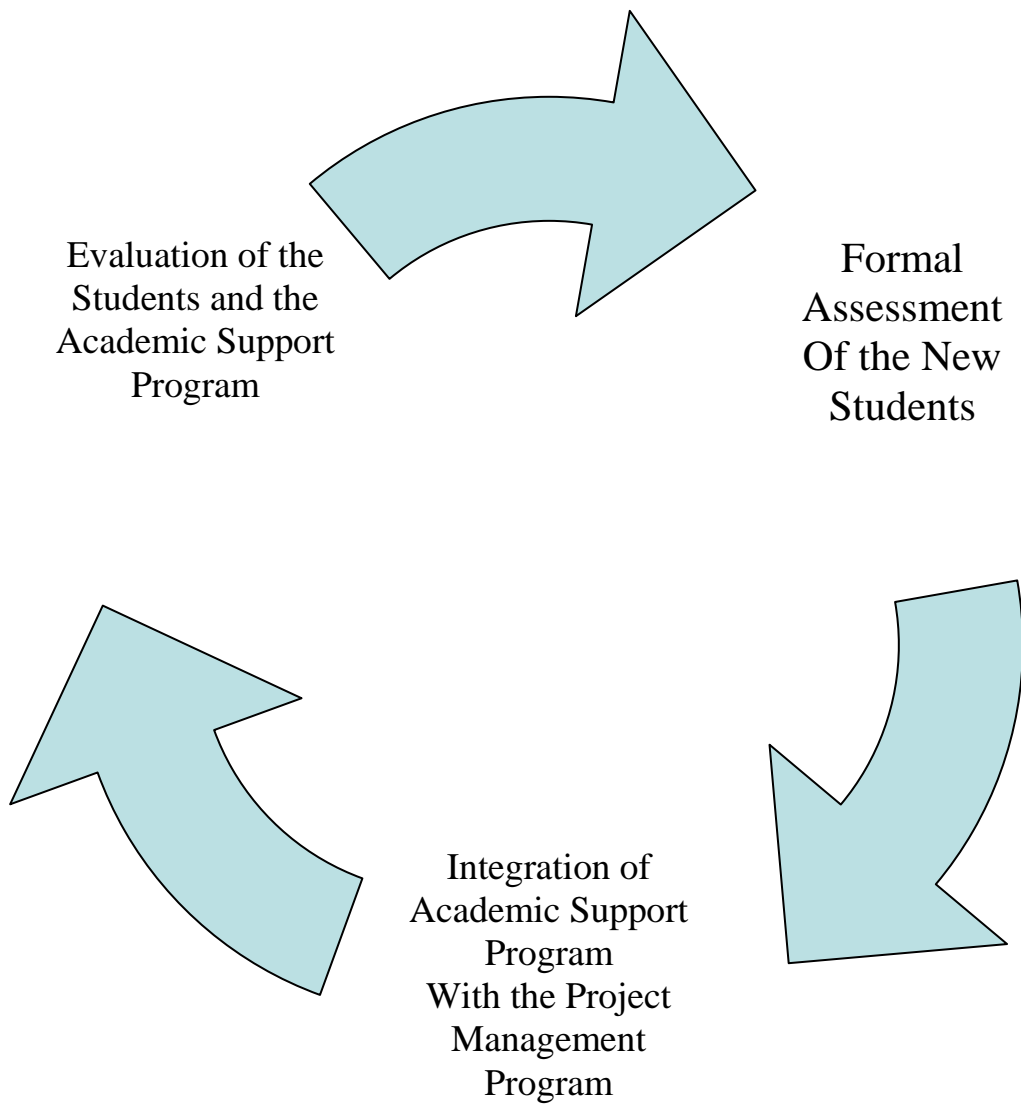 Evaluation of the
Students and the
Academic Support
Program
Formal
Assessment
Of the New
Students
Integration of
Academic Support
Program
With the Project
Management
Program